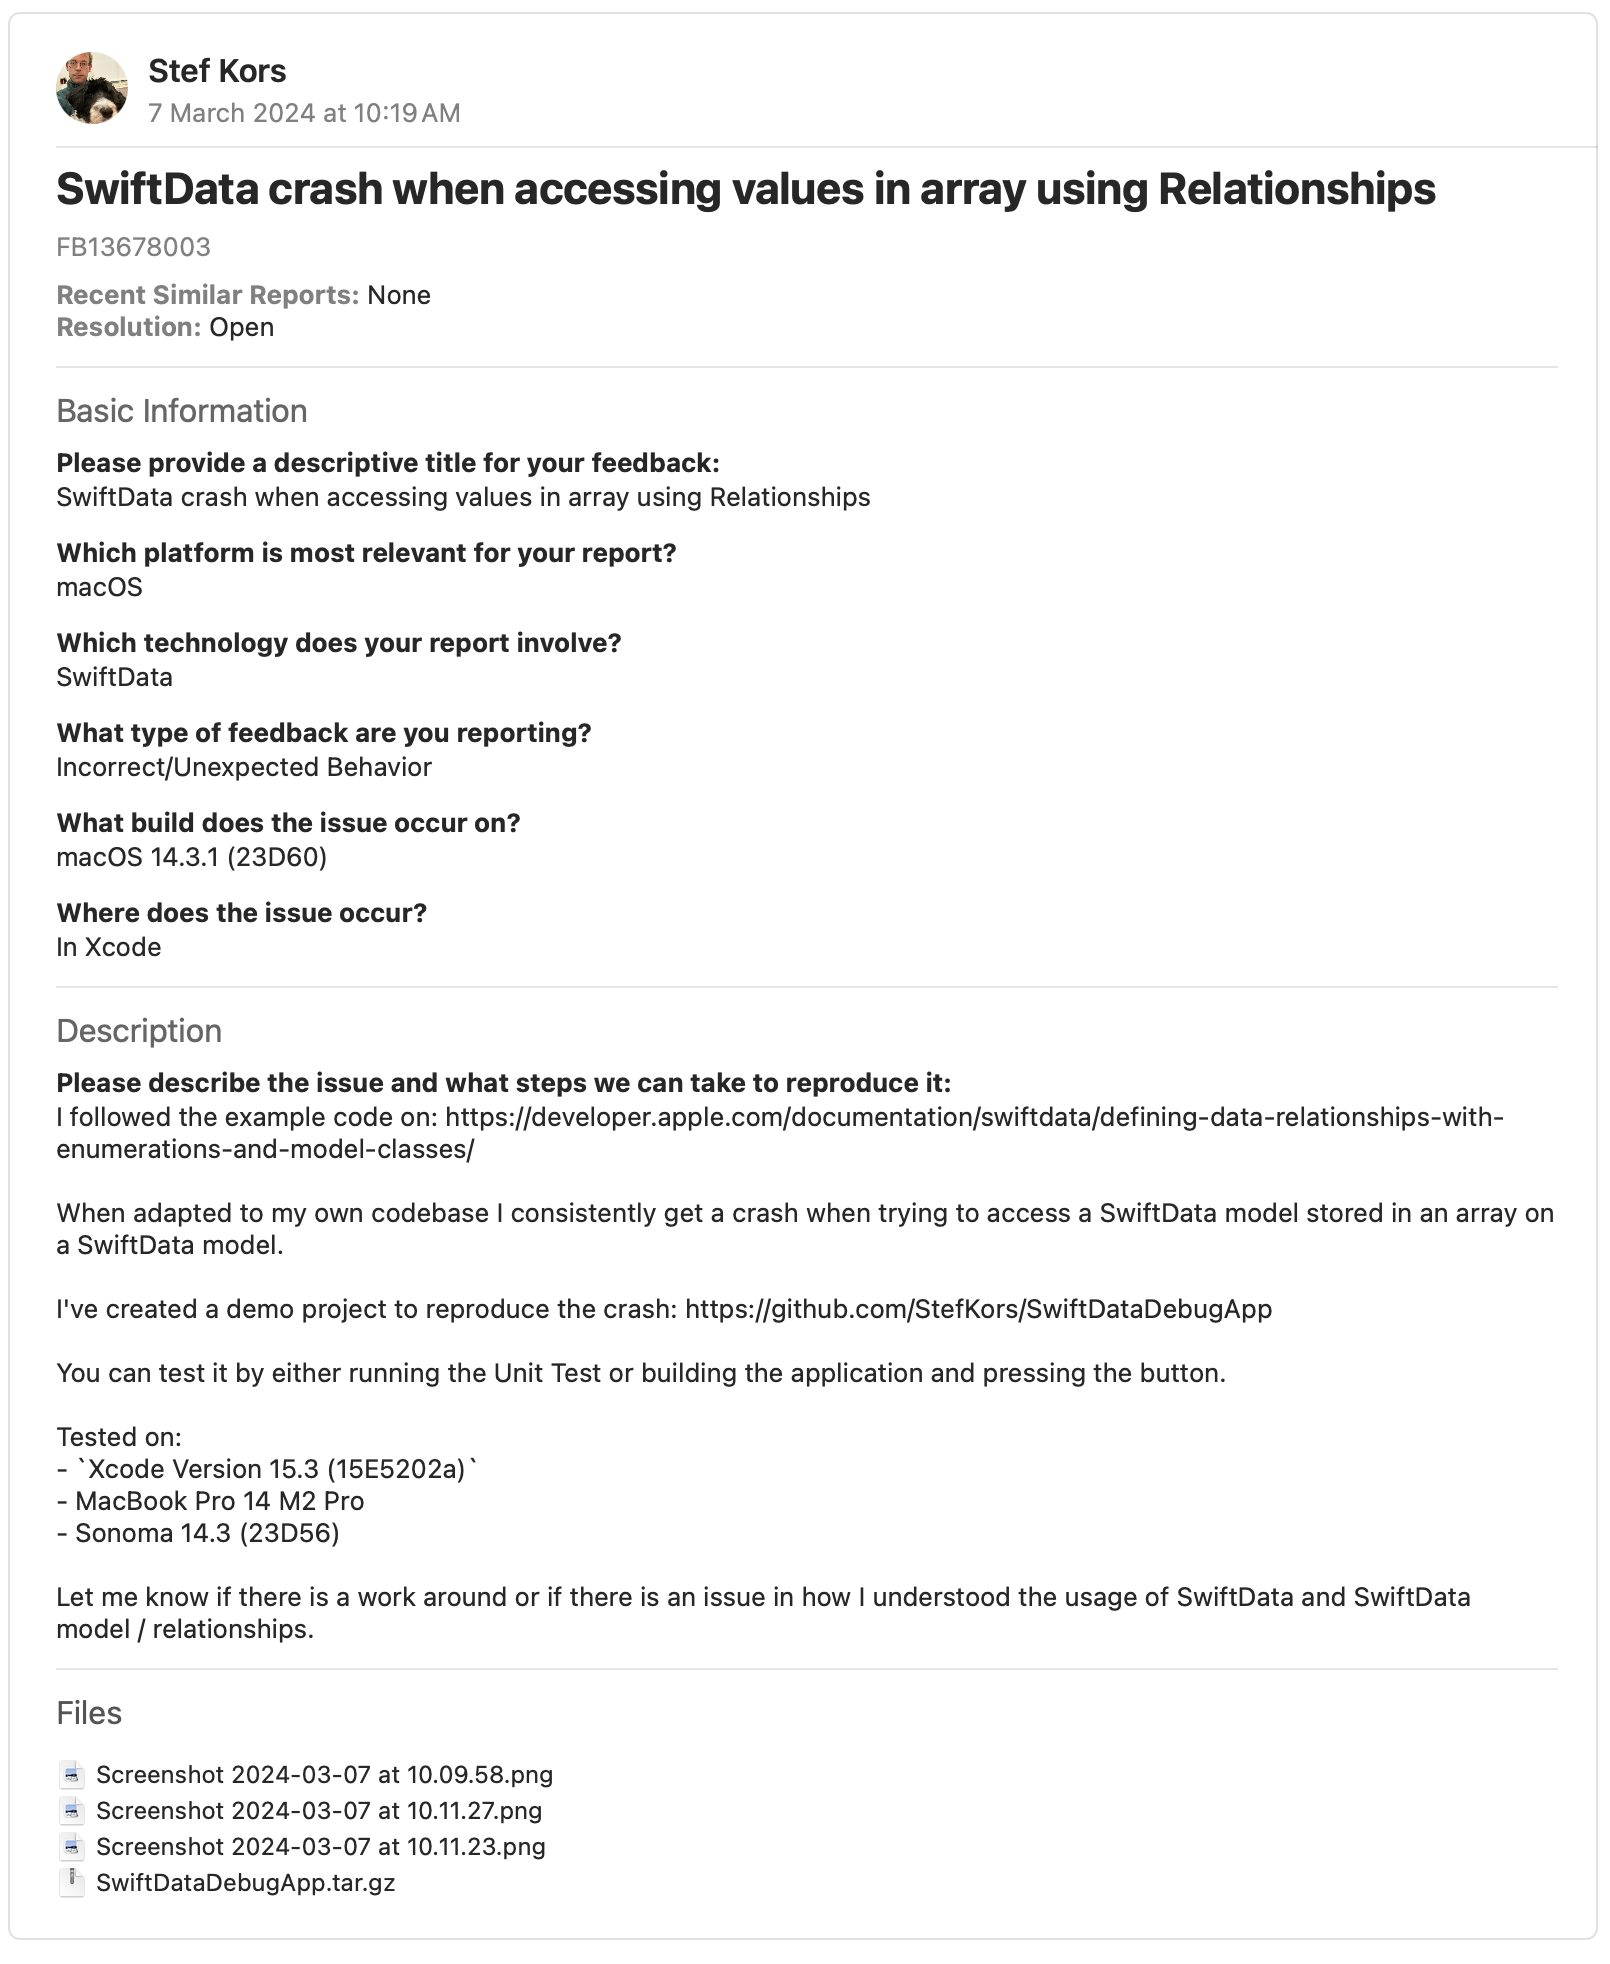 Stef Kors
7 March 2024 at 10:19 AM
SwiftData crash when accessing values in array using Relationships
FB13678003
Recent Similar Reports: None
Resolution: Open
Basic Information
Please provide a descriptive title for your feedback:
SwiftData crash when accessing values in array using Relationships
Which platform is most relevant for your report?
macOS
Which technology does your report involve?
SwiftData
What type of feedback are you reporting?
Incorrect/Unexpected Behavior
What build does the issue occur on?
macOS 14.3.1 (23D60)
Where does the issue occur?
In Xcode
Description
Please describe the issue and what steps we can take to reproduce it:
I followed the example code on: https://developer.apple.com/documentation/swiftdata/defining-data-relationships-with-
enumerations-and-model-classes/
When adapted to my own codebase I consistently get a crash when trying to access a SwiftData model stored in an array on
a SwiftData model.
I've created a demo project to reproduce the crash: https://github.com/StefKors/SwiftDataDebugApp
You can test it by either running the Unit Test or building the application and pressing the button.
Tested on:
- `Xcode Version 15.3 (15E5202a)`
- MacBook Pro 14 M2 Pro
- Sonoma 14.3 (23D56)
Let me know if there is a work around or if there is an issue in how I understood the usage of SwiftData and SwiftData
model / relationships.
Files
Screenshot 2024-03-07 at 10.09.58.png
Screenshot 2024-03-07 at 10.11.27.png
Screenshot 2024-03-07 at 10.11.23.png
SwiftDataDebugApp.tar.gz